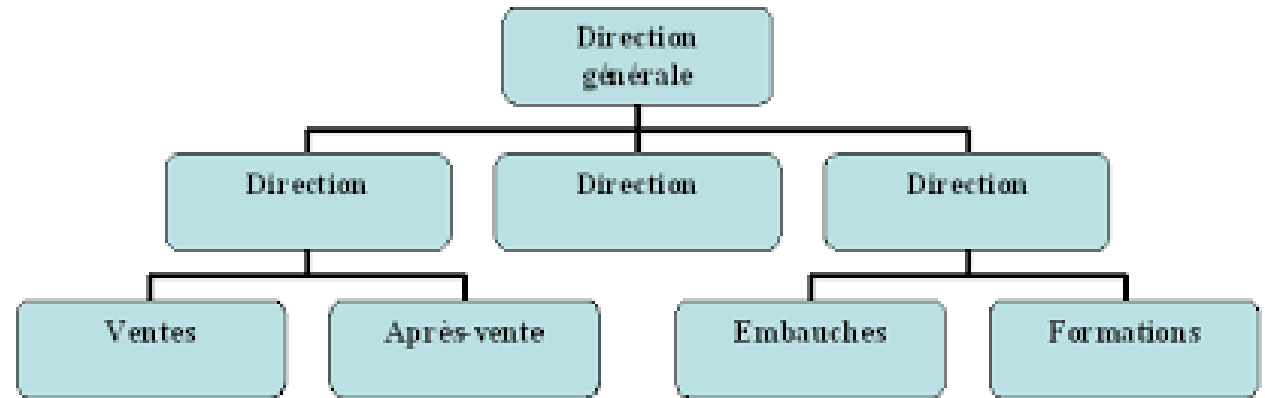 Direction
générale
Direction
Direction
Direction
Ventes
Après-vente
Embauches
Formations